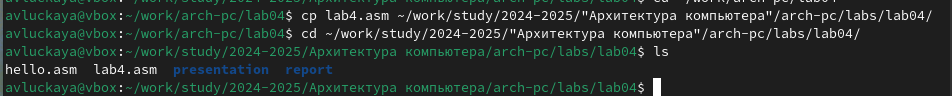 avluckaya@vbox:~/work/arch-pc/lab04$ cp lab4.asm ~/work/study/2024-2025/"Архитектура компьютера"/arch-pc/labs/lab04/
avluckaya@vbox:~/work/arch-pc/lab04$ cd ~/work/study/2024-2025/"Архитектура компьютера"/arch-pc/labs/lab04/
avluckaya@vbox:~/work/study/2024-2025/Архитектура компьютера/arch-pc/labs/lab04$ ls
hello.asm lab4.asm presentation report
avluckaya@vbox:~/work/study/2024-2025/Архитектура компьютера/arch-pc/labs/lab04$